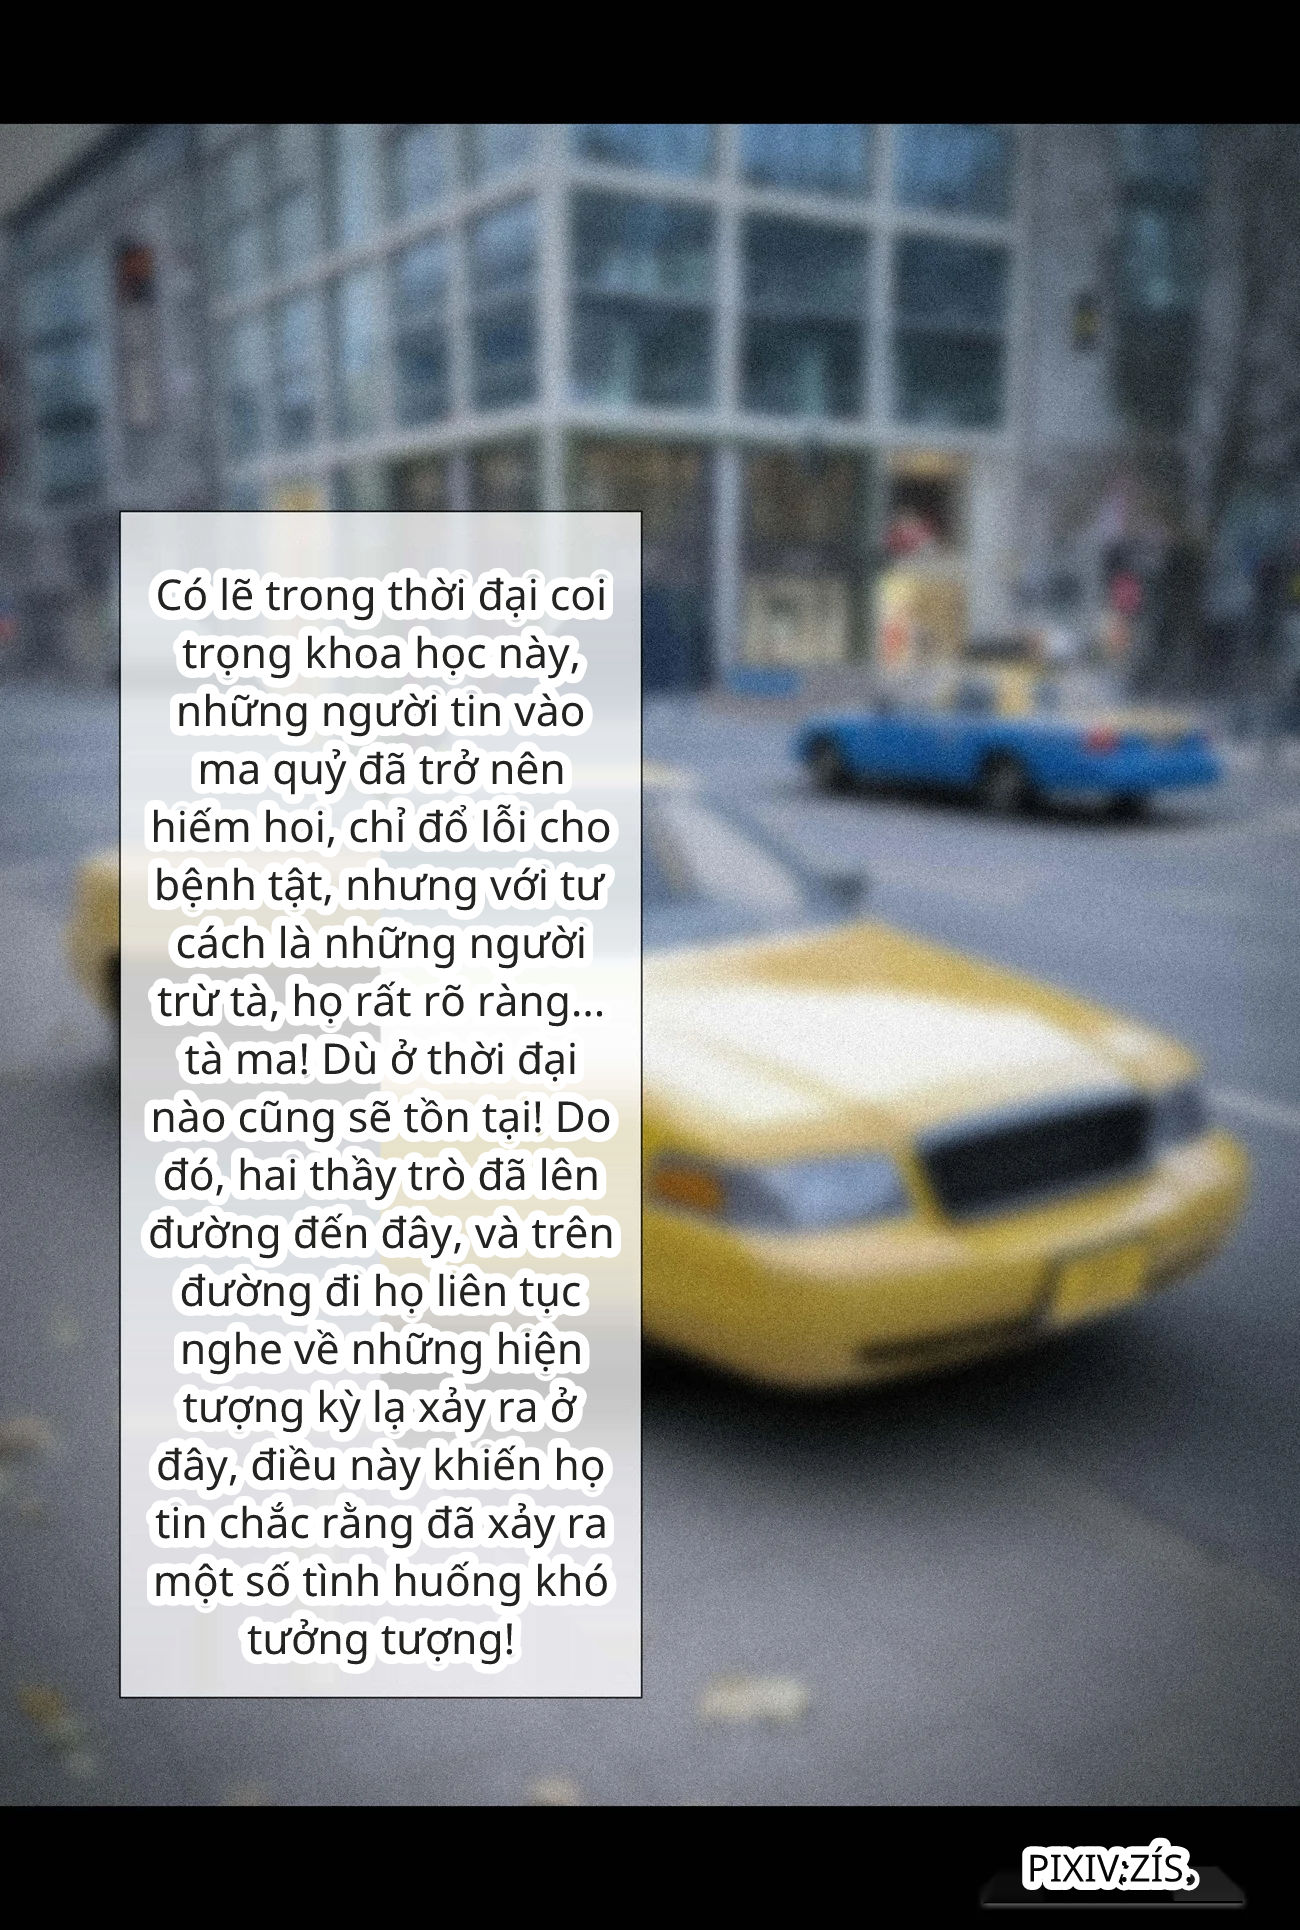 Có lẽ trong thời đại coi
trọng khoa học này,
những người tin vào
ma quỷ đã trở nên
hiếm hoi, chỉ đổ lỗi cho
bệnh tật, nhưng với tư
cách là những người
trừ tà, họ rất rõ ràng...
tà ma! Dù ở thời đại
nào cũng sẽ tồn tại! Do
đó, hai thầy trò đã lên
đường đến đây, và trên
đường đi họ liên tục
nghe về những hiện
tượng kỳ lạ xảy ra ở
đây, điều này khiến họ
tin chắc rằng đã xảy ra
một số tình huống khó
tưởng tượng!
PIXIV:ZÍS,